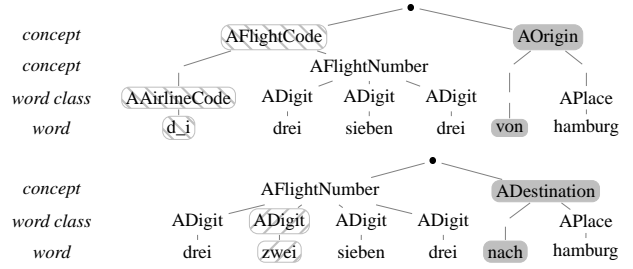 concept AFlightCode AOrigin
concept AFlightNumber
word class AAirlineCode ADigit ADigit ADigit APlace
word d_i drei sieben drei von hamburg
concept AFlightNumber ADestination
word class ADigit ADigit ADigit ADigit APlace
word drei zwei sieben drei nach hamburg